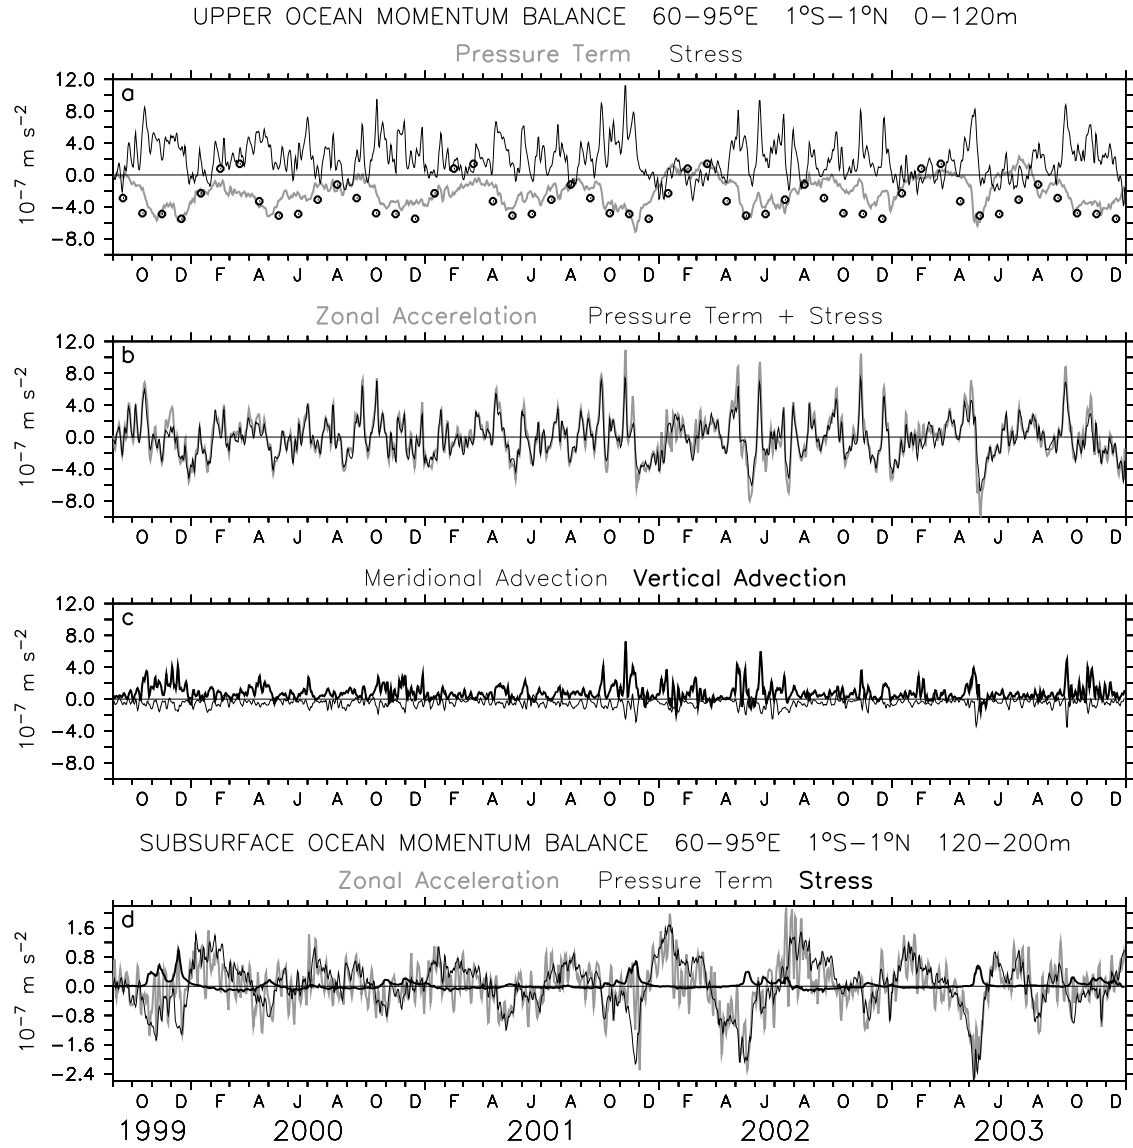 UPPER OCEAN MOMENTUM BALANCE 60−95°E 1°S−1°N 0−120m
Pressure Term Stress
a
12.0
8.0
4.0
0.0
−4.0
−8.0
10⁻⁷ m s⁻²
O D F A J A O D F A J A O D F A J A O D F A J A O D
Zonal Accerelation Pressure Term + Stress
b
12.0
8.0
4.0
0.0
−4.0
−8.0
10⁻⁷ m s⁻²
O D F A J A O D F A J A O D F A J A O D F A J A O D
Meridional Advection Vertical Advection
c
12.0
8.0
4.0
0.0
−4.0
−8.0
10⁻⁷ m s⁻²
O D F A J A O D F A J A O D F A J A O D F A J A O D
SUBSURFACE OCEAN MOMENTUM BALANCE 60−95°E 1°S−1°N 120−200m
Zonal Acceleration Pressure Term Stress
d
1.6
0.8
0.0
−0.8
−1.6
−2.4
10⁻⁷ m s⁻²
O D F A J A O D F A J A O D F A J A O D F A J A O D
1999 2000 2001 2002 2003